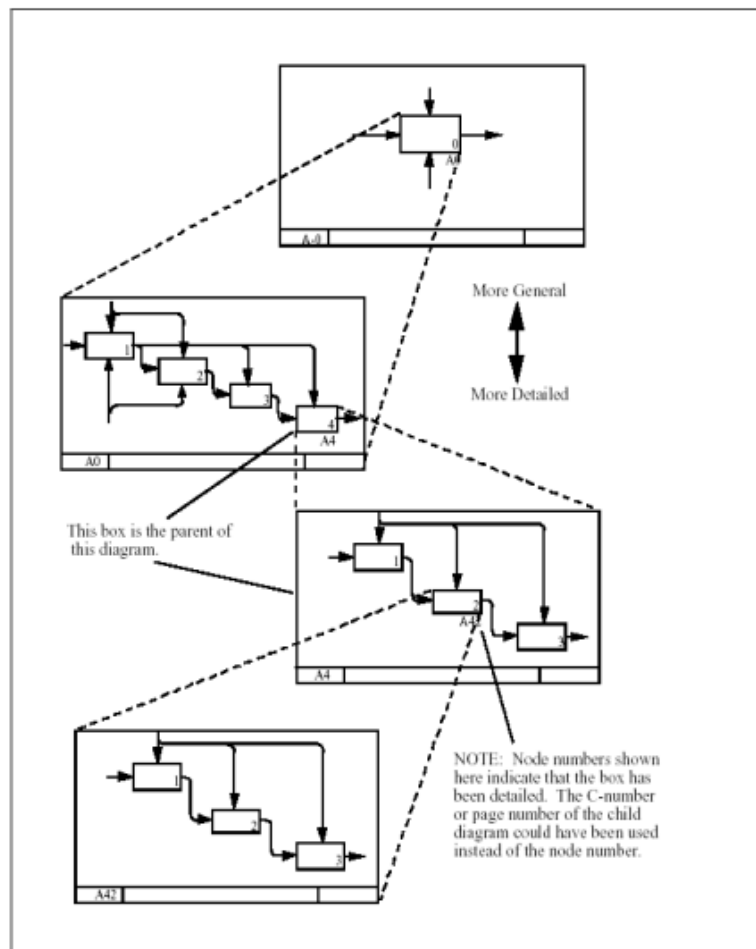 0
A0
A-0
More General
More Detailed
1
2
3
4
A4
A0
This box is the parent of
this diagram.
1
2
A42
3
A4
NOTE: Node numbers shown
here indicate that the box has
been detailed. The C-number
or page number of the child
diagram could have been used
instead of the node number.
1
2
3
A42